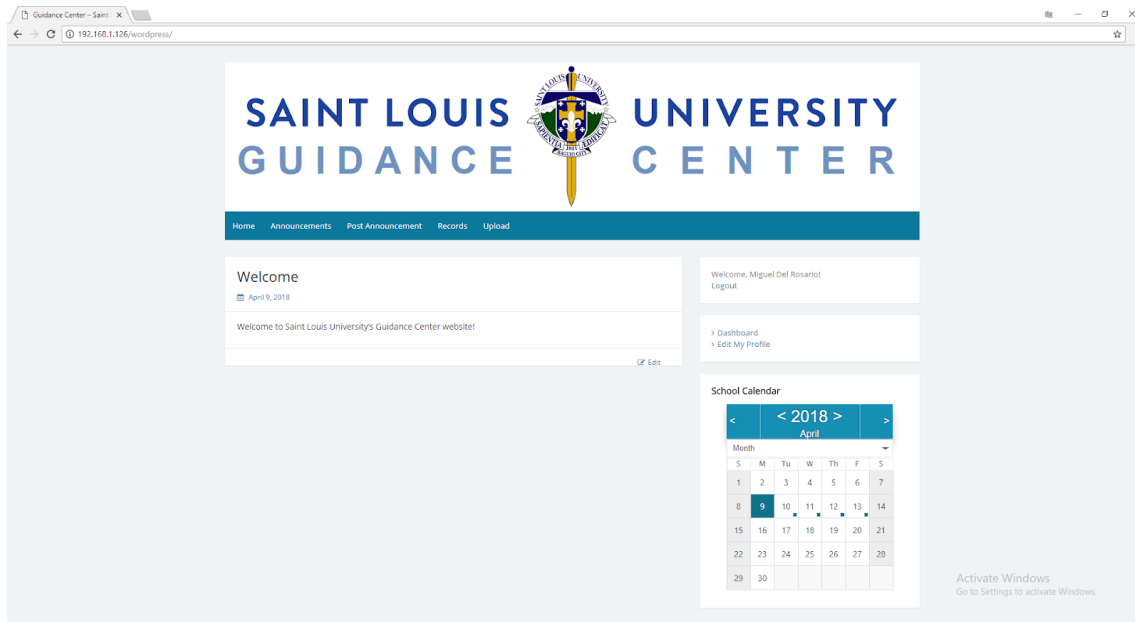 Guidance Center – Saint
192.168.1.126/wordpress/
SAINT LOUIS UNIVERSITY
GUIDANCE CENTER
Home Announcements Post Announcement Records Upload
Welcome
April 9, 2018
Welcome to Saint Louis University's Guidance Center website!
Edit
Welcome, Miguel Del Rosario!
Logout
> Dashboard
> Edit My Profile
School Calendar
< < 2018 > >
April
Month
S M Tu W Th F S
1 2 3 4 5 6 7
8 9 10 11 12 13 14
15 16 17 18 19 20 21
22 23 24 25 26 27 28
29 30
Activate Windows
Go to Settings to activate Windows.